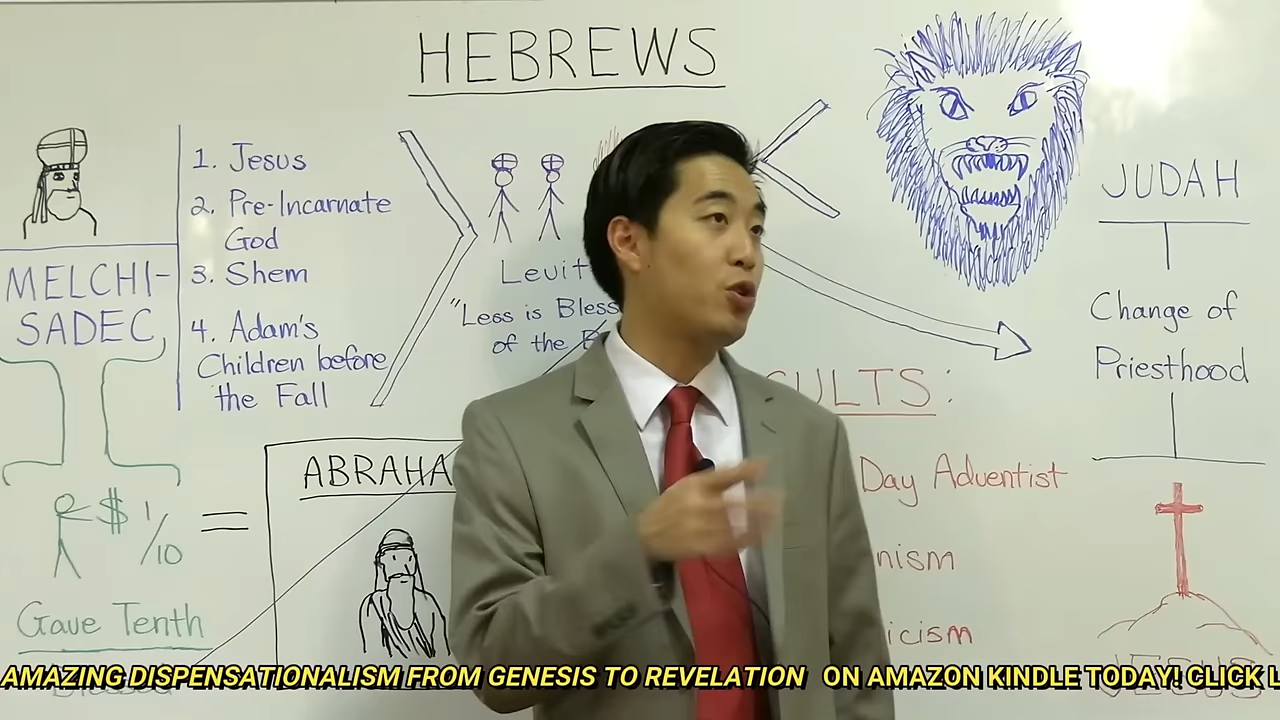 HEBREWS
MELCHI-
SADEC
1. Jesus
2. Pre-Incarnate
God
3. Shem
4. Adam's
Children before
the Fall
$ 1/10
=
Gave Tenth
ABRAHA
Levit
"Less is Bless
of the
JUDAH
Change of
Priesthood
JESUS
CULTS:
Day Adventist
nism
icism
AMAZING DISPENSATIONALISM FROM GENESIS TO REVELATION ON AMAZON KINDLE TODAY! CLICK L